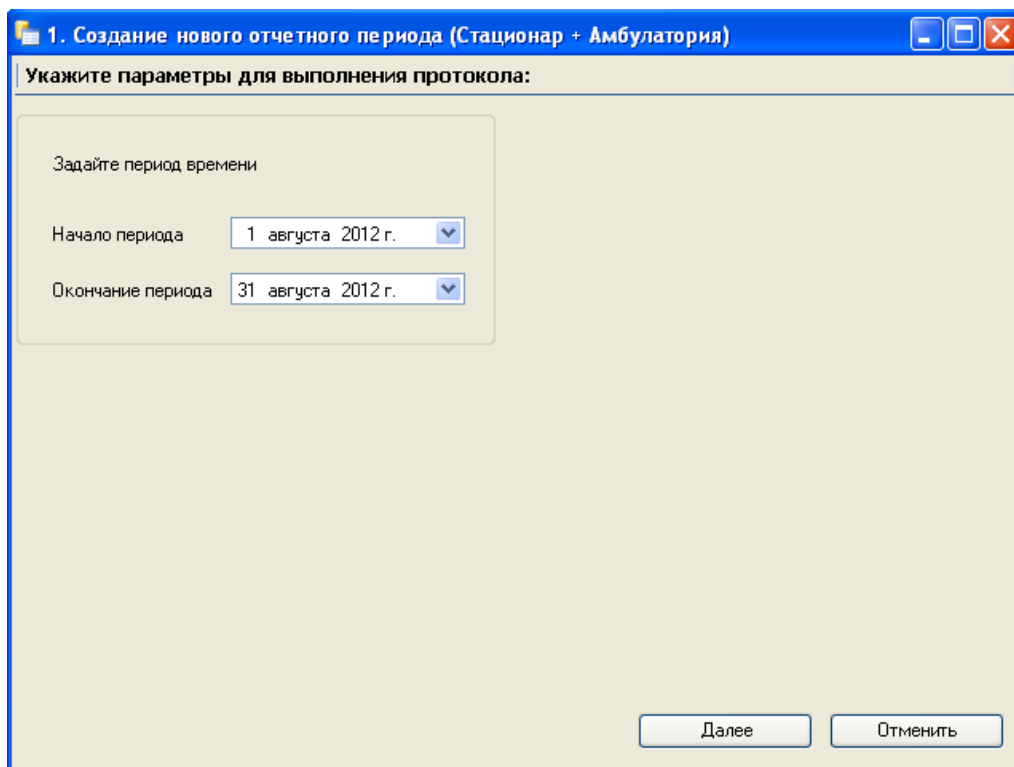 1. Создание нового отчетного периода (Стационар + Амбулатория)
Укажите параметры для выполнения протокола:
Задайте период времени
Начало периода 1 августа 2012 г.
Окончание периода 31 августа 2012 г.
Далее Отменить